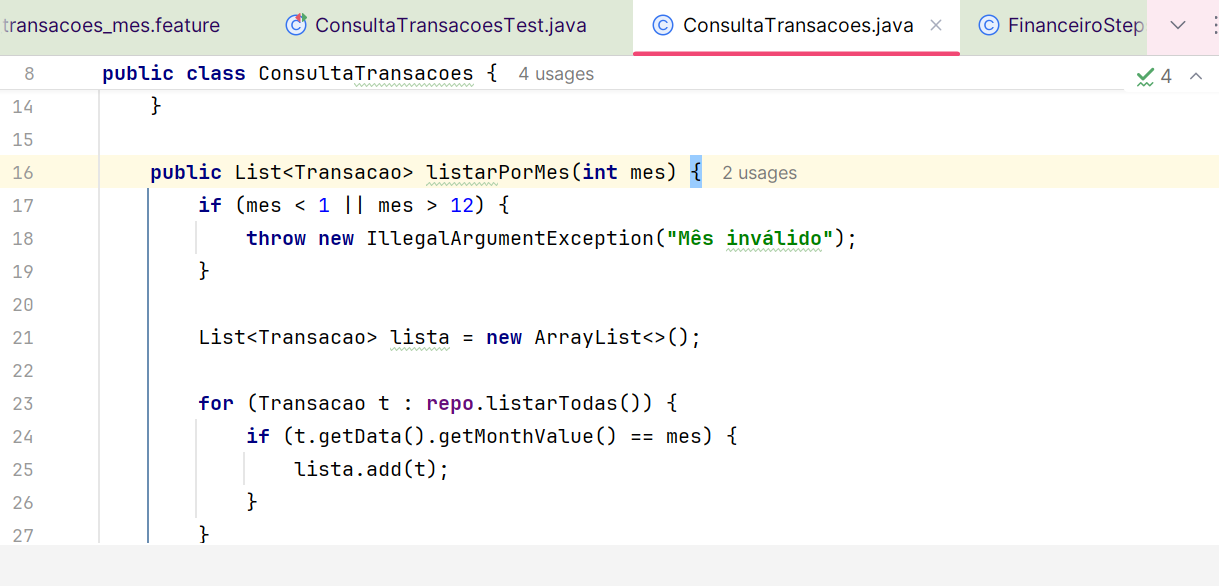 transacoes_mes.feature ConsultaTransacoesTest.java ConsultaTransacoes.java FinanceiroStep
8 public class ConsultaTransacoes { 4 usages 4
14 }
15
16 public List<Transacao> listarPorMes(int mes) { 2 usages
17 if (mes < 1 || mes > 12) {
18 throw new IllegalArgumentException("Mês inválido");
19 }
20
21 List<Transacao> lista = new ArrayList<>();
22
23 for (Transacao t : repo.listarTodas()) {
24 if (t.getData().getMonthValue() == mes) {
25 lista.add(t);
26 }
27 }